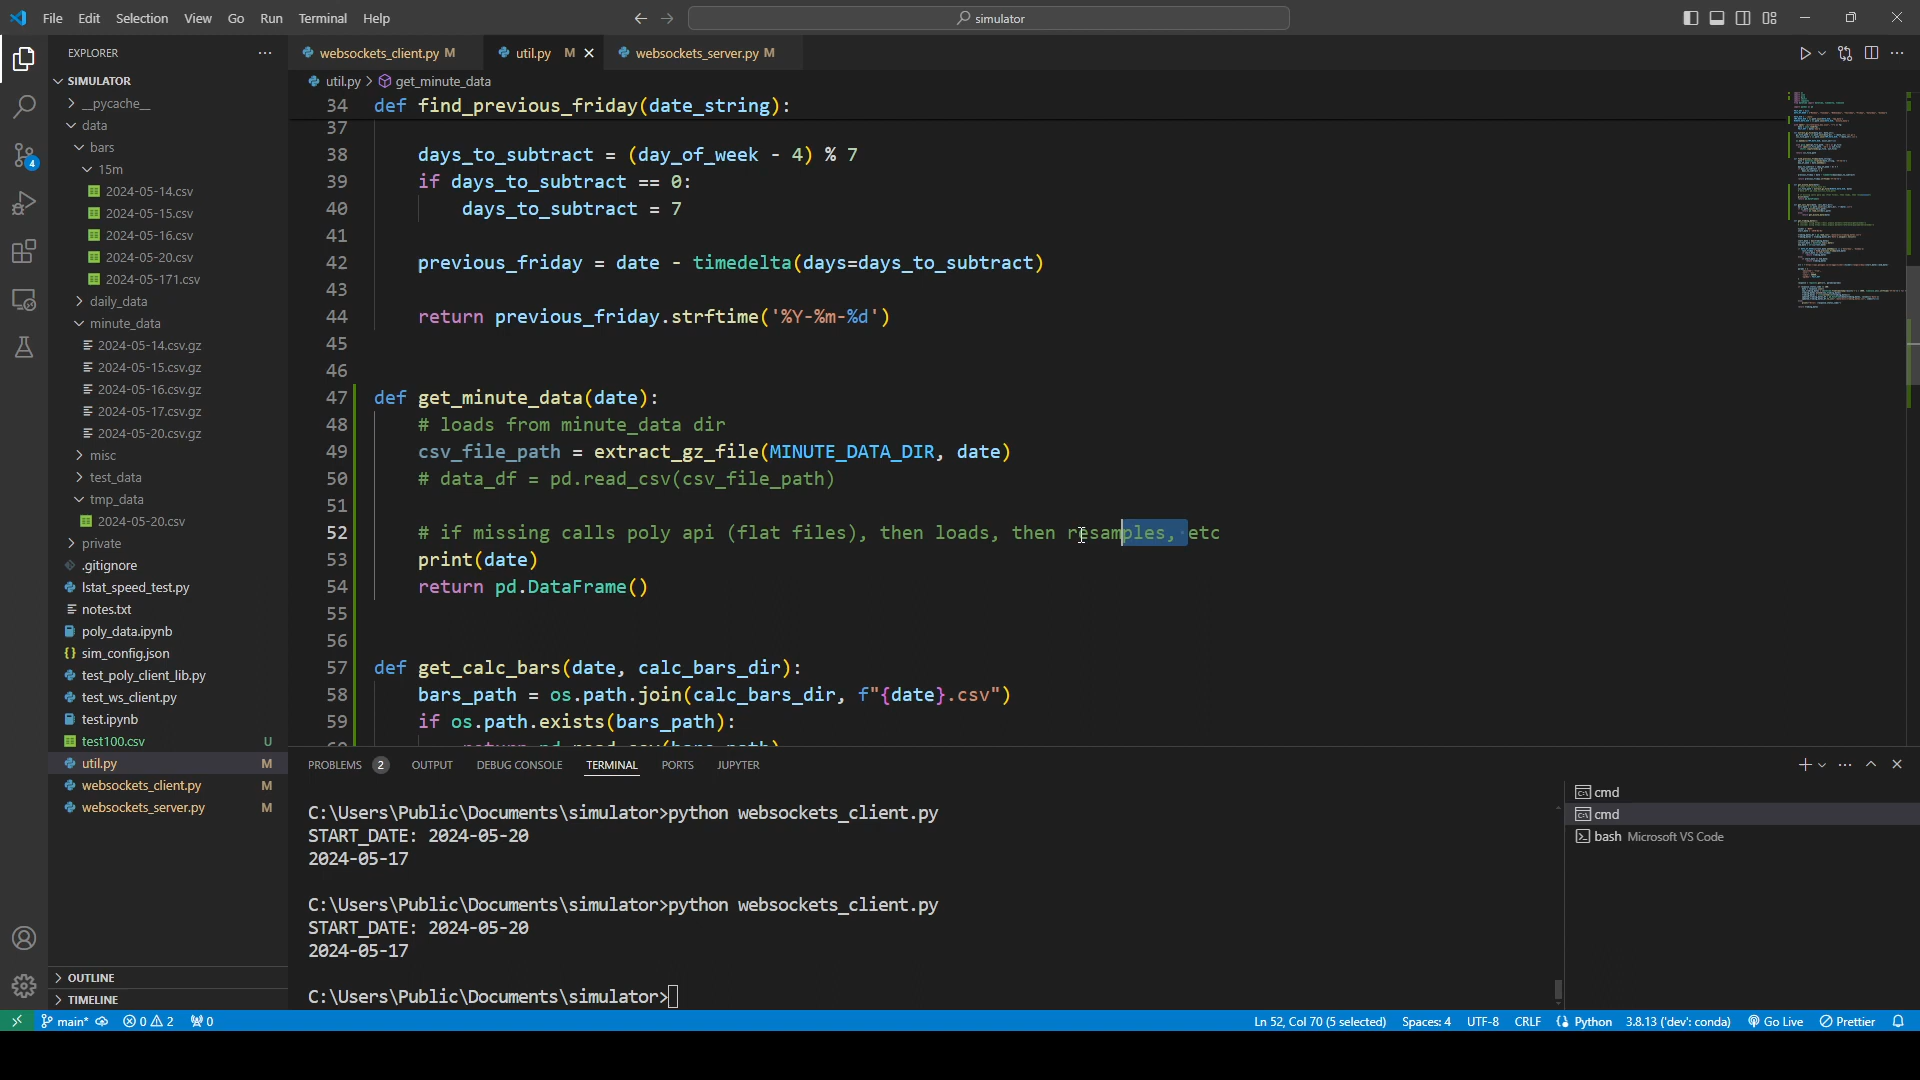 File Edit Selection View Go Run Terminal Help
simulator
EXPLORER
SIMULATOR
__pycache__
data
bars
15m
2024-05-14.csv
2024-05-15.csv
2024-05-16.csv
2024-05-20.csv
2024-05-171.csv
daily_data
minute_data
2024-05-14.csv.gz
2024-05-15.csv.gz
2024-05-16.csv.gz
2024-05-17.csv.gz
2024-05-20.csv.gz
misc
test_data
tmp_data
2024-05-20.csv
private
.gitignore
lstat_speed_test.py
notes.txt
poly_data.ipynb
sim_config.json
test_poly_client_lib.py
test_ws_client.py
test.ipynb
test100.csv U
util.py M
websockets_client.py M
websockets_server.py M
OUTLINE
TIMELINE
4
websockets_client.py M
util.py M
websockets_server.py M
util.py > get_minute_data
34 def find_previous_friday(date_string):
37
38 days_to_subtract = (day_of_week - 4) % 7
39 if days_to_subtract == 0:
40 days_to_subtract = 7
41
42 previous_friday = date - timedelta(days=days_to_subtract)
43
44 return previous_friday.strftime('%Y-%m-%d')
45
46
47 def get_minute_data(date):
48 # loads from minute_data dir
49 csv_file_path = extract_gz_file(MINUTE_DATA_DIR, date)
50 # data_df = pd.read_csv(csv_file_path)
51
52 # if missing calls poly api (flat files), then loads, then resamples, etc
53 print(date)
54 return pd.DataFrame()
55
56
57 def get_calc_bars(date, calc_bars_dir):
58 bars_path = os.path.join(calc_bars_dir, f"{date}.csv")
59 if os.path.exists(bars_path):
PROBLEMS 2 OUTPUT DEBUG CONSOLE TERMINAL PORTS JUPYTER
C:\Users\Public\Documents\simulator>python websockets_client.py
START_DATE: 2024-05-20
2024-05-17
C:\Users\Public\Documents\simulator>python websockets_client.py
START_DATE: 2024-05-20
2024-05-17
C:\Users\Public\Documents\simulator>
cmd
cmd
bash Microsoft VS Code
main* 0 2 0
Ln 52, Col 70 (5 selected) Spaces: 4 UTF-8 CRLF Python 3.8.13 ('dev': conda) Go Live Prettier